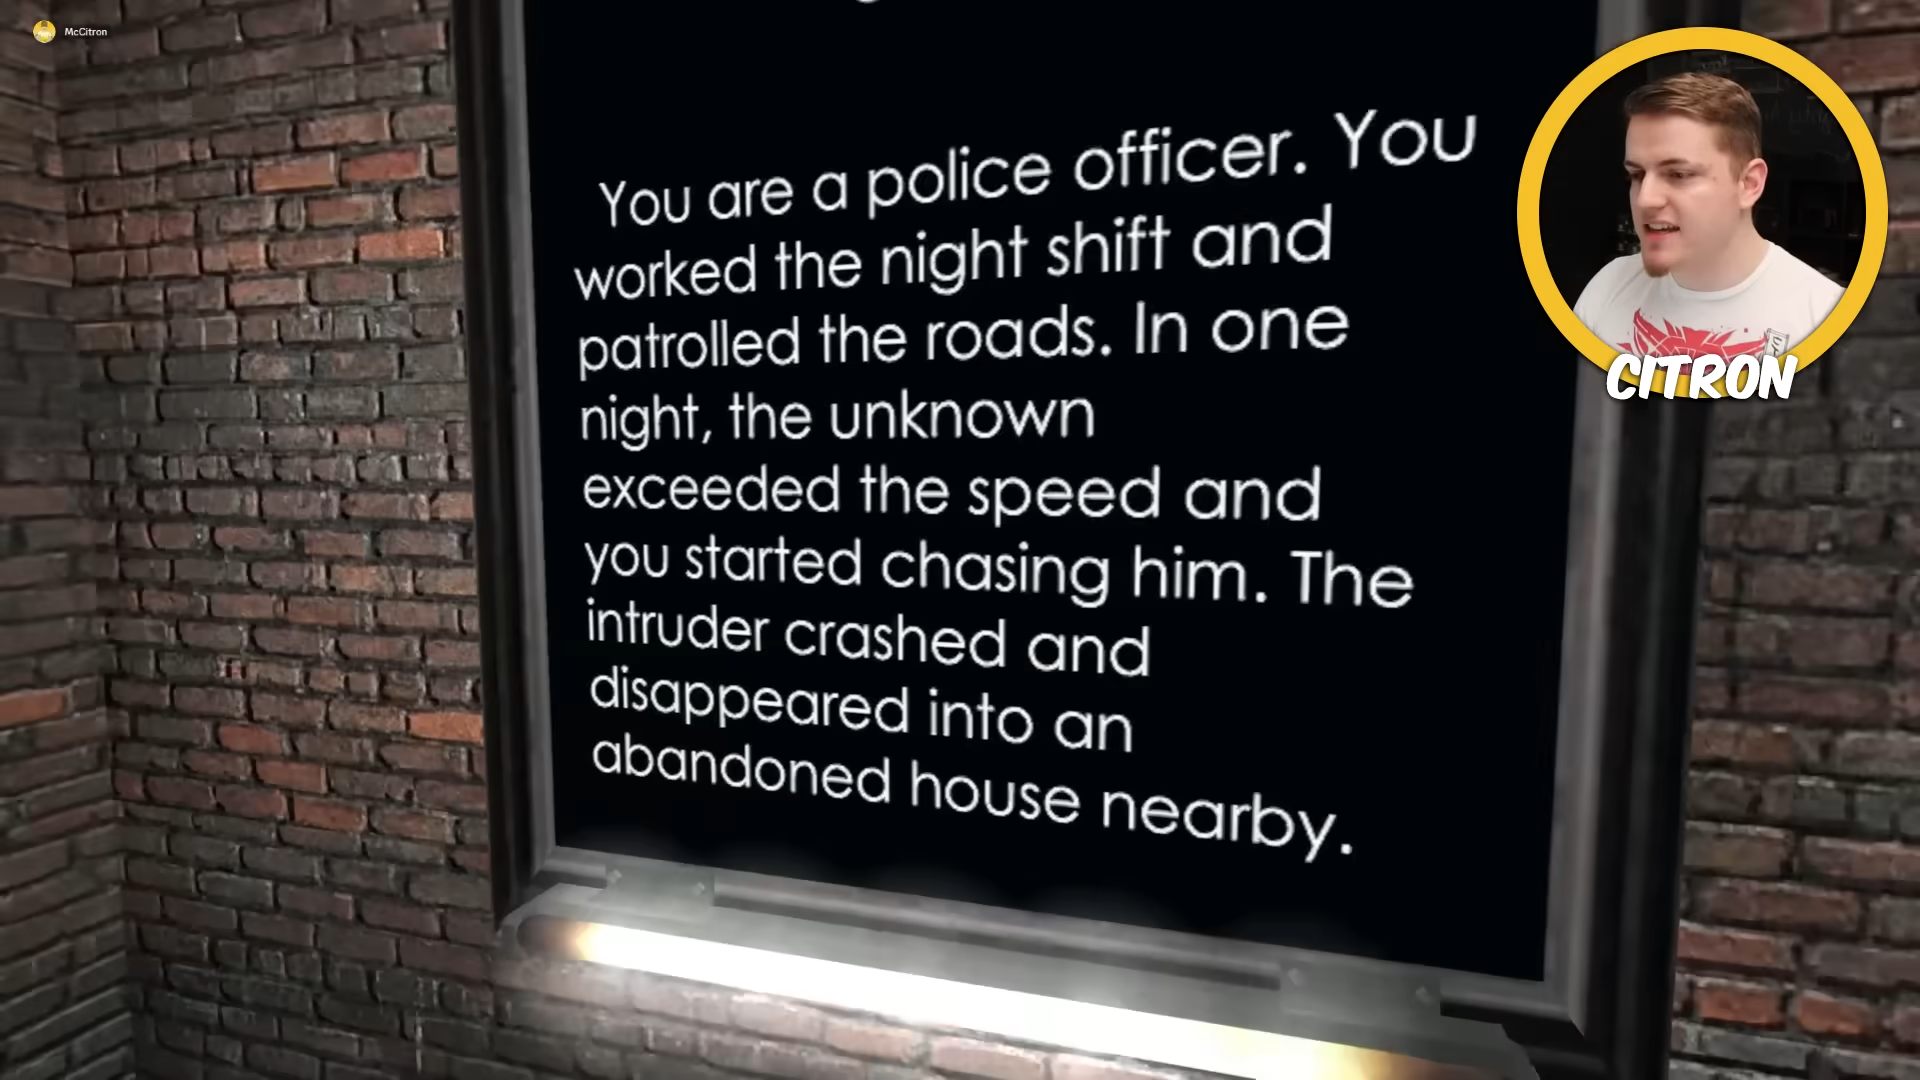 McCitron
CITRON
You are a police officer. You
worked the night shift and
patrolled the roads. In one
night, the unknown
exceeded the speed and
you started chasing him. The
intruder crashed and
disappeared into an
abandoned house nearby.